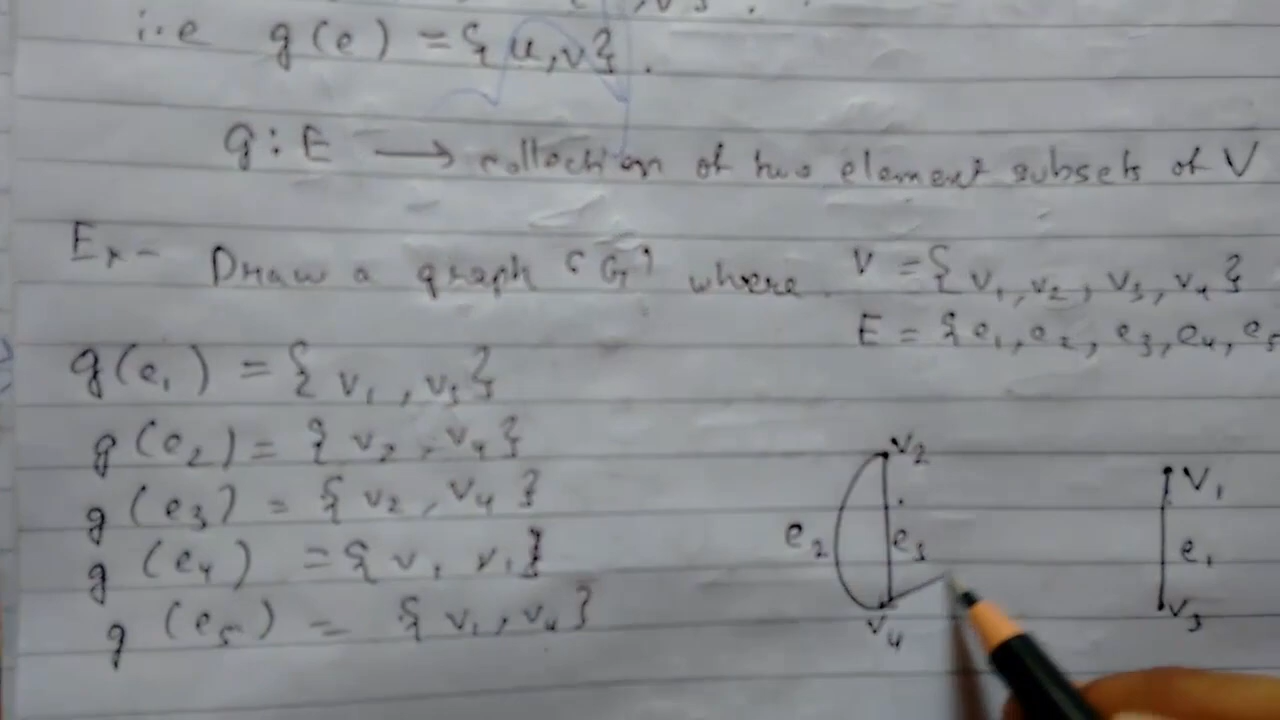 i.e g(e) = {u,v}.
g : E → collection of two element subsets of V
Ex- Draw a graph 'G' where V = { v1, v2, v3, v4 }
E = {e1, e2, e3, e4, e5
g(e1) = { v1, v3 }
g(e2) = { v2, v4 }
g(e3) = { v2, v4 }
g(e4) = { v1 v1 }
g(e5) = { v1, v4 }
v2
v1
e2
e3
e1
v4
v3